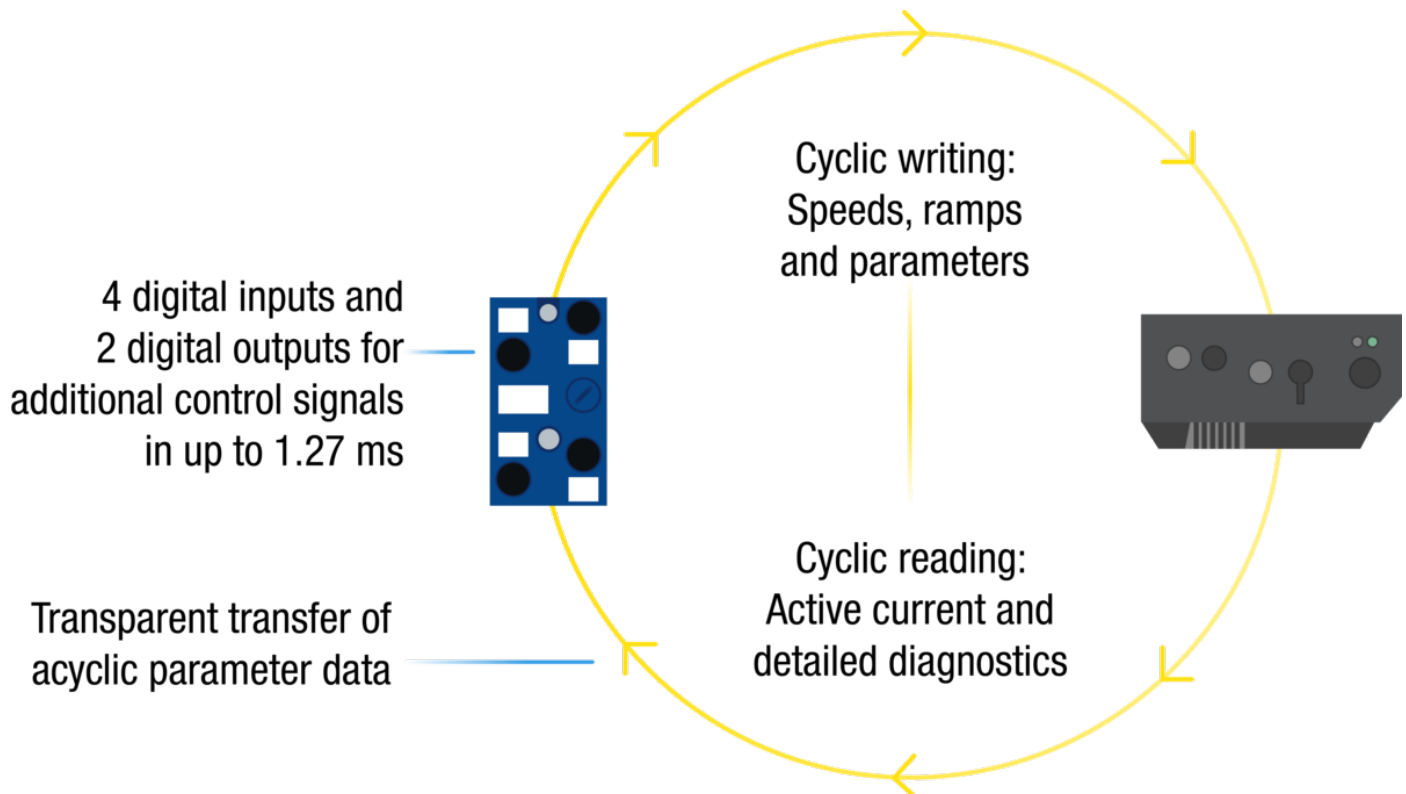 Cyclic writing:
Speeds, ramps
and parameters
4 digital inputs and
2 digital outputs for
additional control signals
in up to 1.27 ms
Cyclic reading:
Active current and
detailed diagnostics
Transparent transfer of
acyclic parameter data